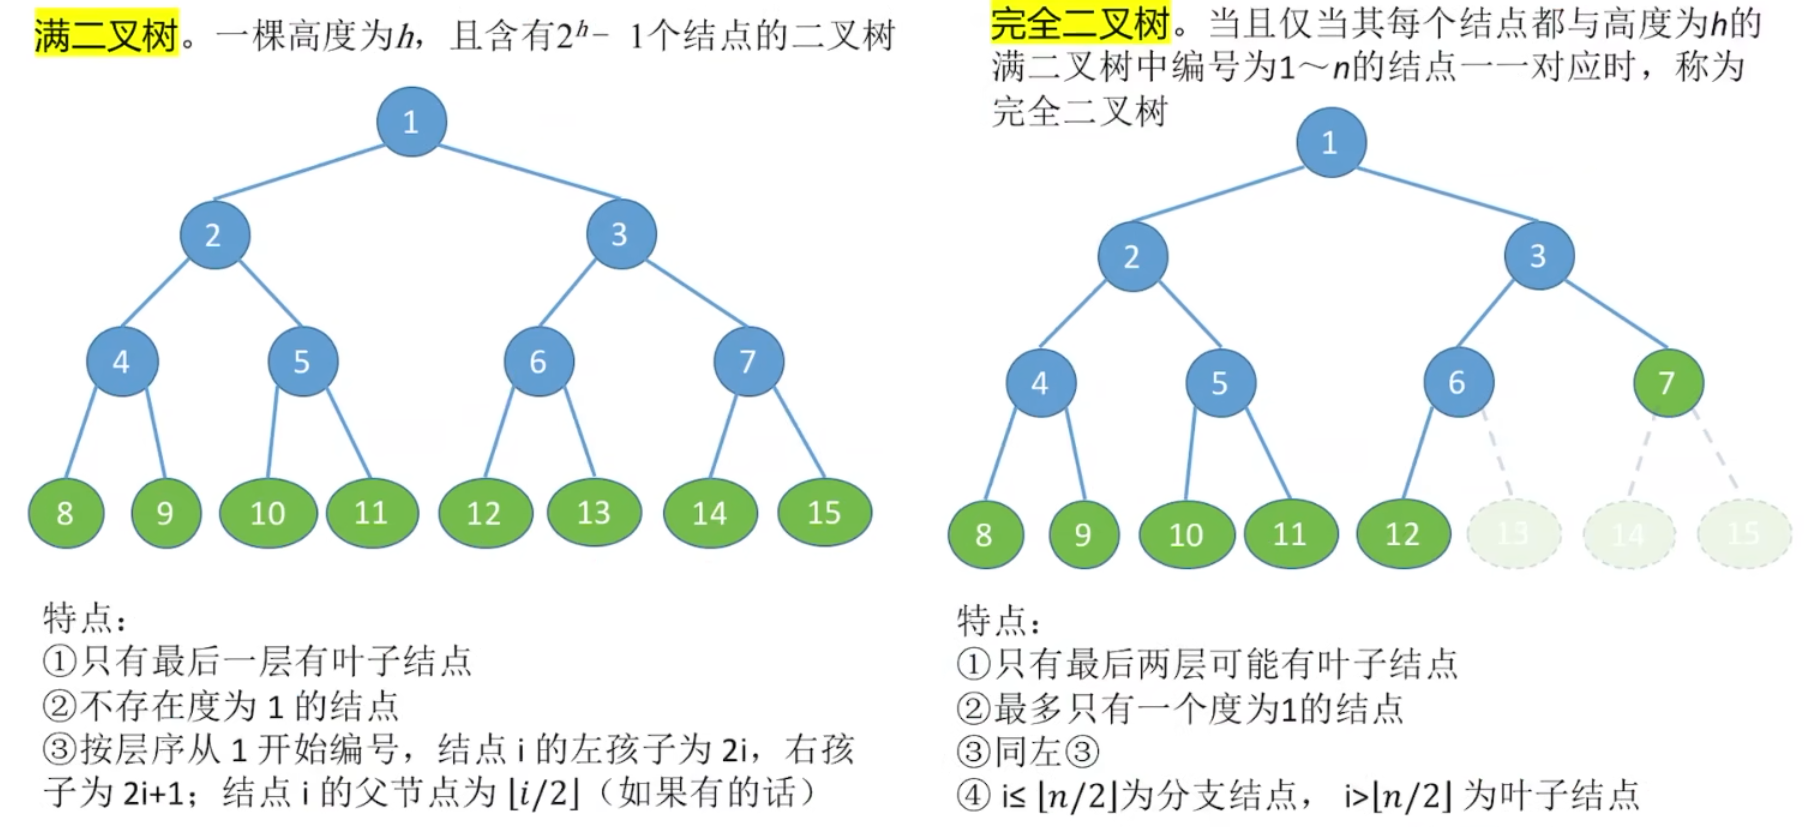 满二叉树。一棵高度为h，且含有2ʰ− 1个结点的二叉树
1
2 3
4 5 6 7
8 9 10 11 12 13 14 15
特点：
①只有最后一层有叶子结点
②不存在度为 1 的结点
③按层序从 1 开始编号，结点 i 的左孩子为 2i，右孩
子为 2i+1；结点 i 的父节点为 ⌊i/2⌋（如果有的话）
完全二叉树。当且仅当其每个结点都与高度为h的
满二叉树中编号为1～n的结点一一对应时，称为
完全二叉树
1
2 3
4 5 6 7
8 9 10 11 12 13 14 15
特点：
①只有最后两层可能有叶子结点
②最多只有一个度为1的结点
③同左③
④ i≤ ⌊n/2⌋为分支结点， i>⌊n/2⌋ 为叶子结点